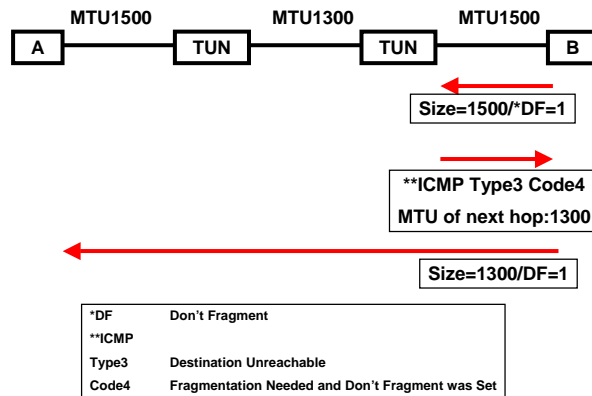 MTU1500 MTU1300 MTU1500
A TUN TUN B
Size=1500/*DF=1
**ICMP Type3 Code4
MTU of next hop:1300
Size=1300/DF=1
*DF Don't Fragment
**ICMP
Type3 Destination Unreachable
Code4 Fragmentation Needed and Don't Fragment was Set